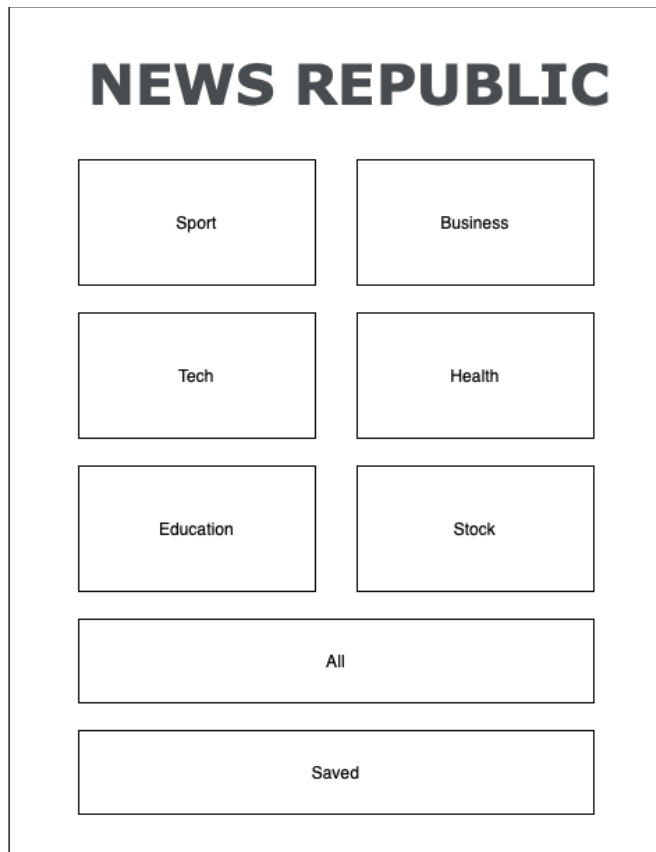 NEWS REPUBLIC
Sport
Business
Tech
Health
Education
Stock
All
Saved